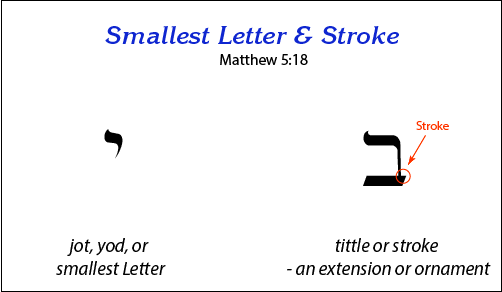 Smallest Letter & Stroke
Matthew 5:18
Stroke
י
ב
jot, yod, or
smallest Letter
tittle or stroke
- an extension or ornament